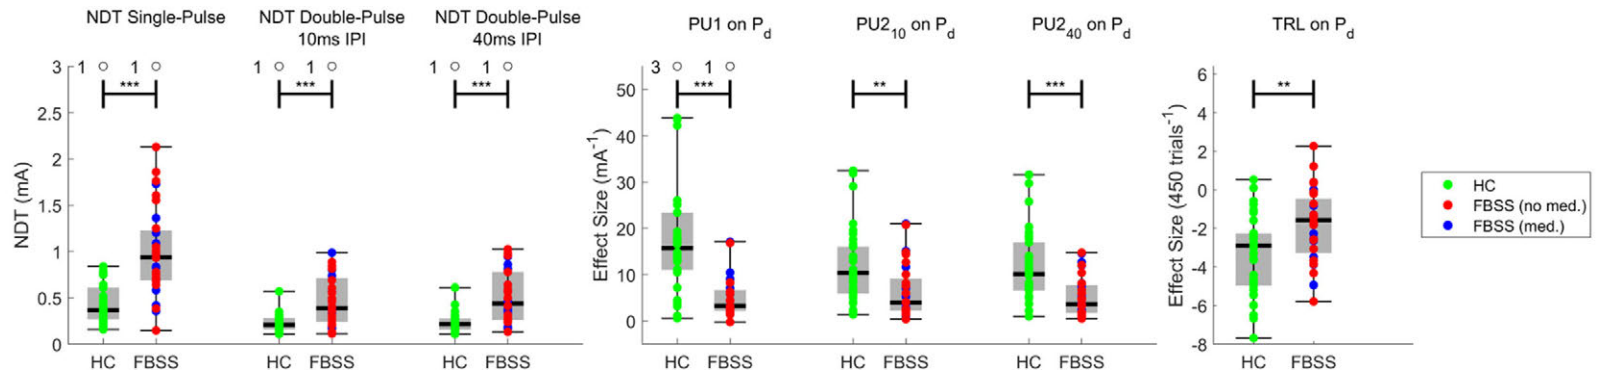 NDT Single-Pulse
NDT Double-Pulse
10ms IPI
NDT Double-Pulse
40ms IPI
PU1 on Pd
PU210 on Pd
PU240 on Pd
TRL on Pd
1 1 1 1 1 1
*** *** ***
3
2.5
2
1.5
1
0.5
0
NDT (mA)
HC FBSS HC FBSS HC FBSS
3 1
*** ** ***
50
40
30
20
10
0
Effect Size (mA-1)
HC FBSS HC FBSS HC FBSS
**
6
4
2
0
-2
-4
-6
-8
Effect Size (450 trials-1)
HC FBSS
HC
FBSS (no med.)
FBSS (med.)